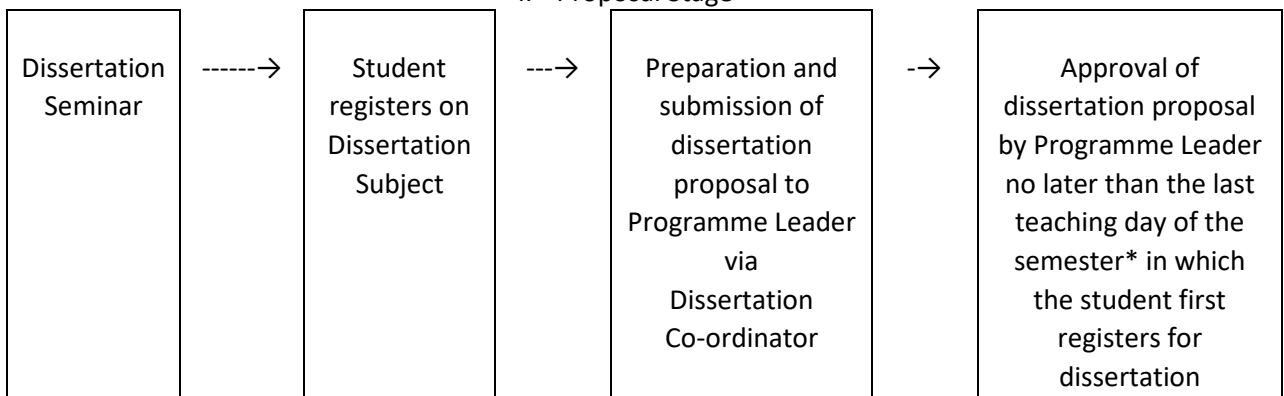 Dissertation
Seminar
------→
Student
registers on
Dissertation
Subject
---→
Preparation and
submission of
dissertation
proposal to
Programme Leader
via
Dissertation
Co-ordinator
-→
Approval of
dissertation proposal
by Programme Leader
no later than the last
teaching day of the
semester* in which
the student first
registers for
dissertation